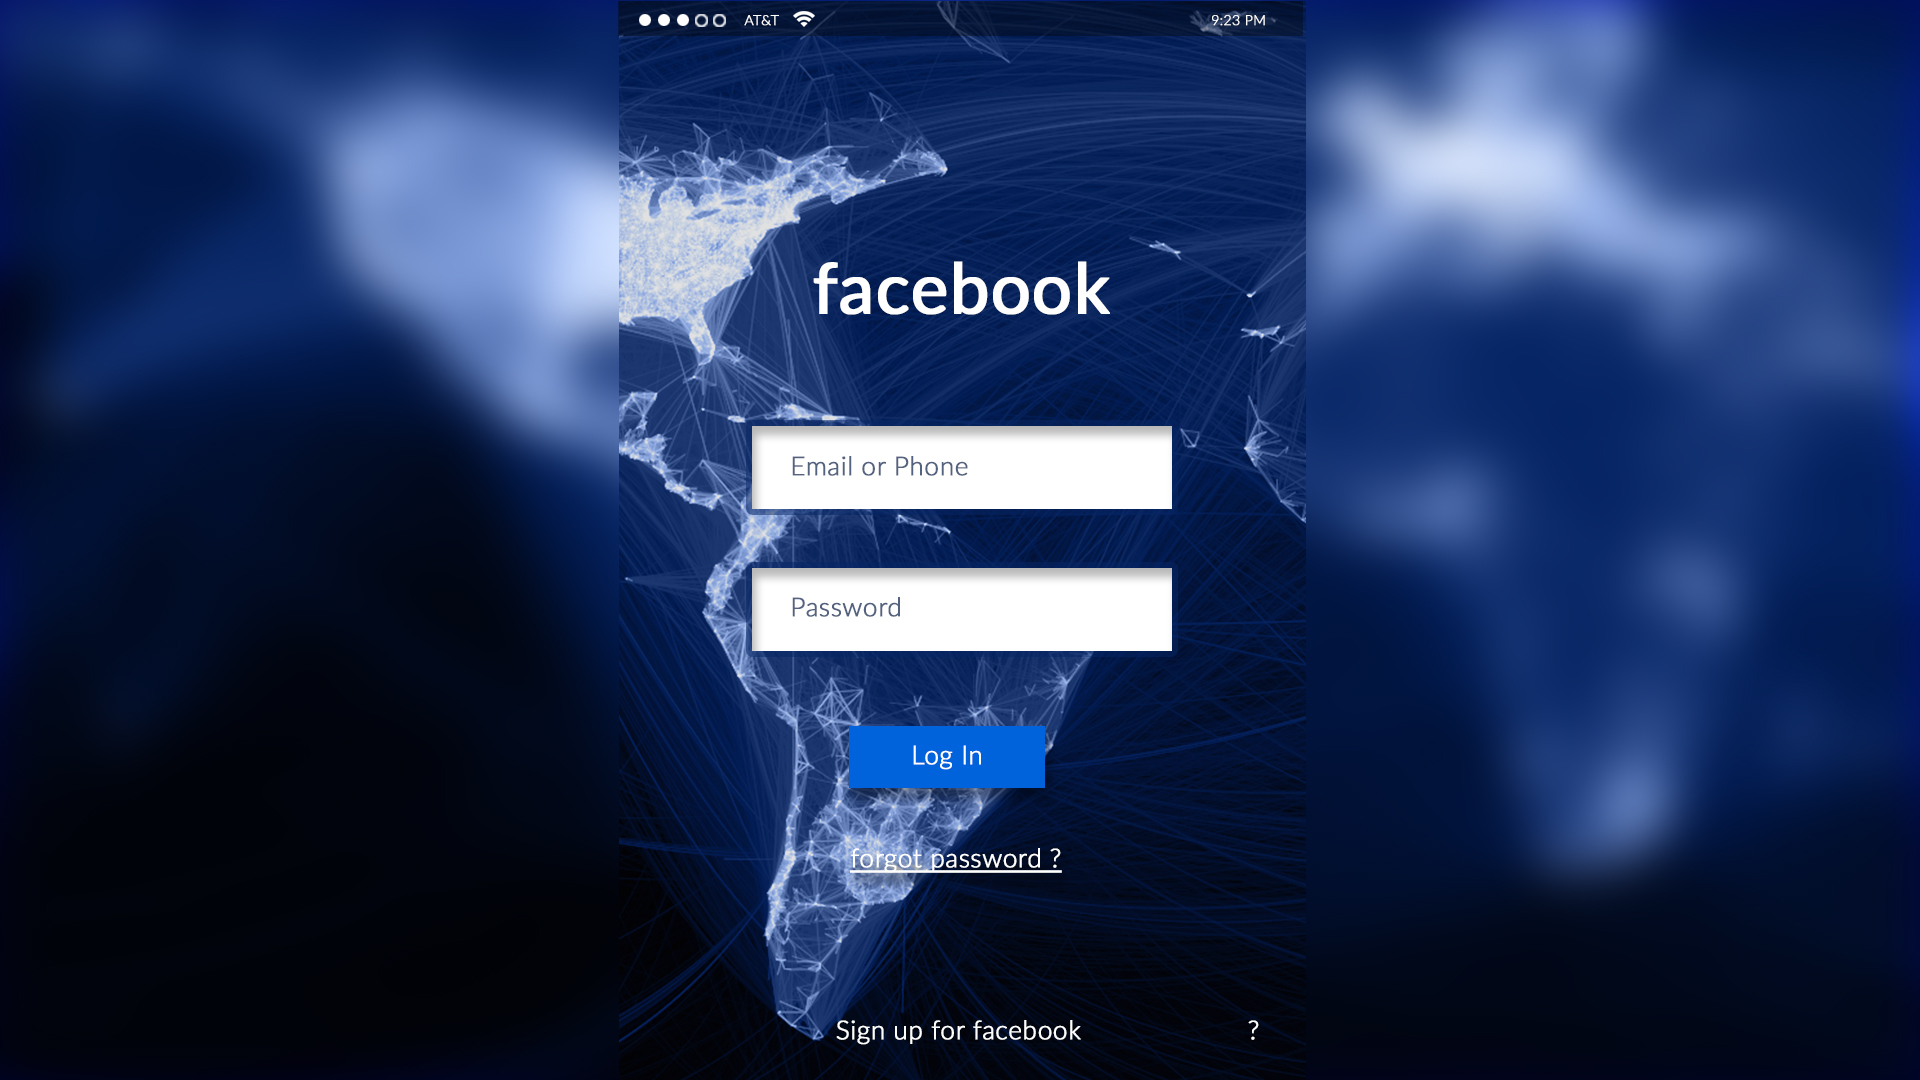 AT&T 9:23 PM
facebook
Email or Phone
Password
Log In
forgot password ?
Sign up for facebook ?